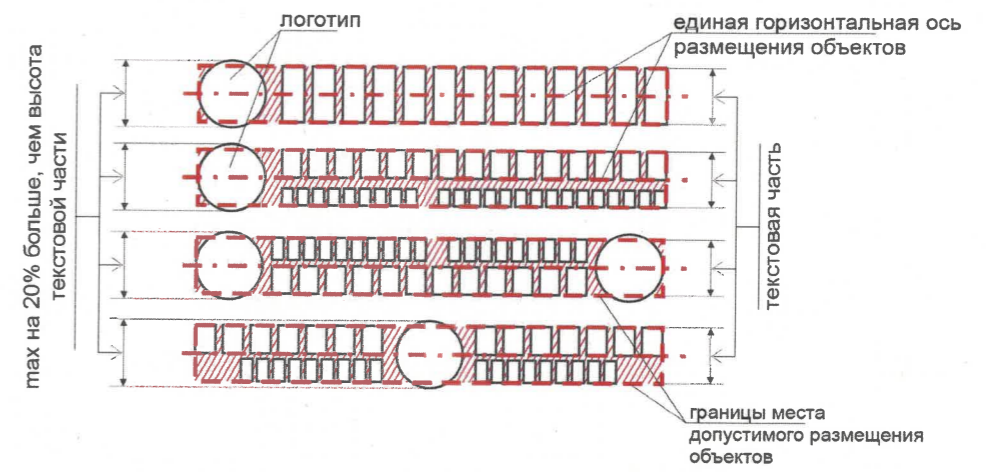 логотип
единая горизонтальная ось
размещения объектов
max на 20% больше, чем высота
текстовой части
текстовая часть
границы места
допустимого размещения
объектов